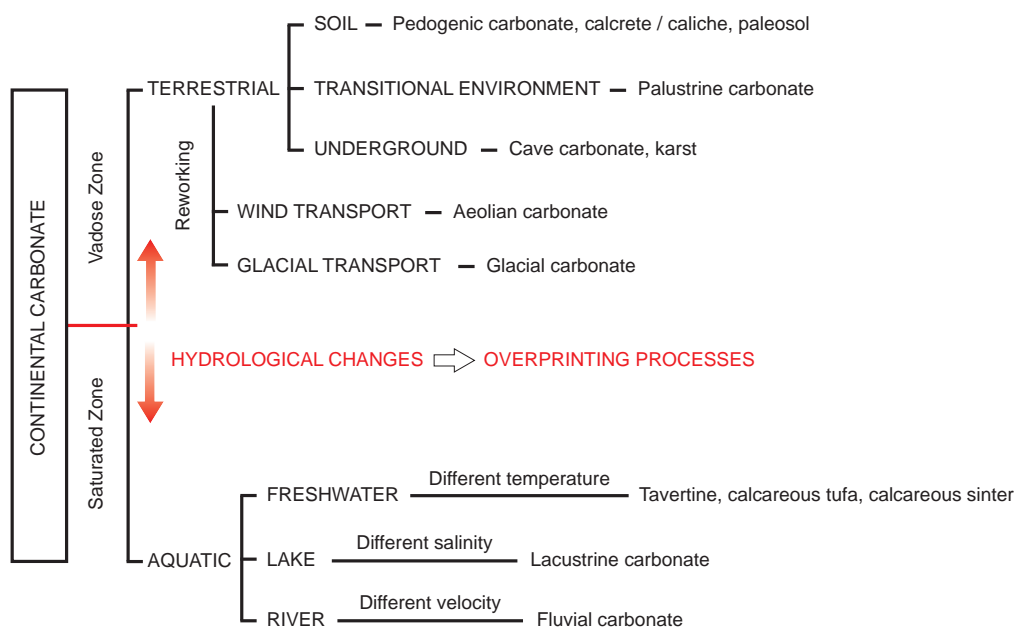 SOIL – Pedogenic carbonate, calcrete / caliche, paleosol
TERRESTRIAL
TRANSITIONAL ENVIRONMENT – Palustrine carbonate
UNDERGROUND – Cave carbonate, karst
Reworking
WIND TRANSPORT – Aeolian carbonate
GLACIAL TRANSPORT – Glacial carbonate
Vadose Zone
CONTINENTAL CARBONATE
HYDROLOGICAL CHANGES
OVERPRINTING PROCESSES
Saturated Zone
AQUATIC
FRESHWATER
Different temperature
Tavertine, calcareous tufa, calcareous sinter
LAKE
Different salinity
Lacustrine carbonate
RIVER
Different velocity
Fluvial carbonate